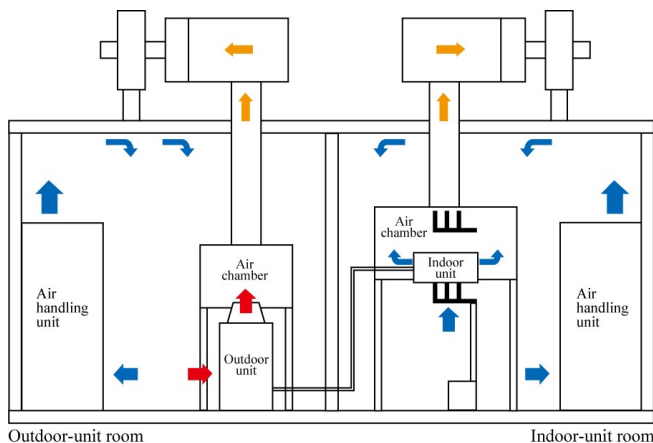 Air
chamber
Air
chamber
Indoor
unit
Air
handling
unit
Air
handling
unit
Outdoor
unit
Outdoor-unit room
Indoor-unit room